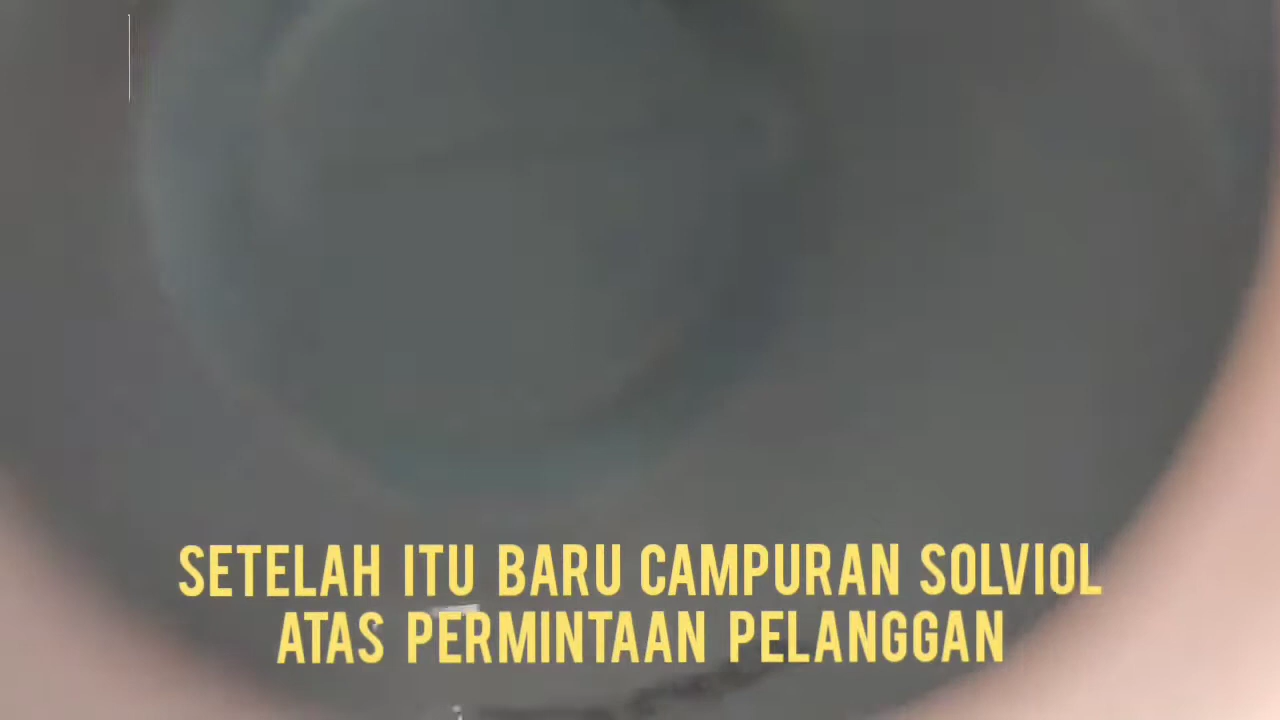 SETELAH ITU BARU CAMPURAN SOLVIOL
ATAS PERMINTAAN PELANGGAN